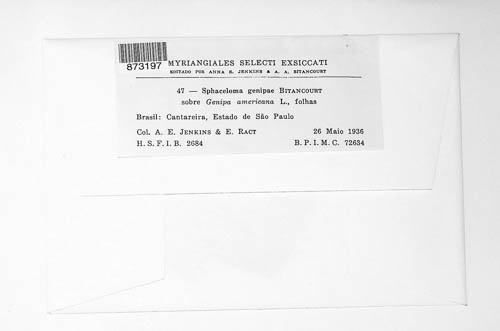 873197
MYRIANGIALES SELECTI EXSICCATI
EDITADO POR ANNA E. JENKINS & A. A. BITANCOURT
47 — Sphaceloma genipae BITANCOURT
sobre Genipa americana L., folhas
Brasil: Cantareira, Estado de São Paulo
Col. A. E. JENKINS & E. RACT 26 Maio 1936
H. S. F. I. B. 2684 B. P. I. M. C. 72634